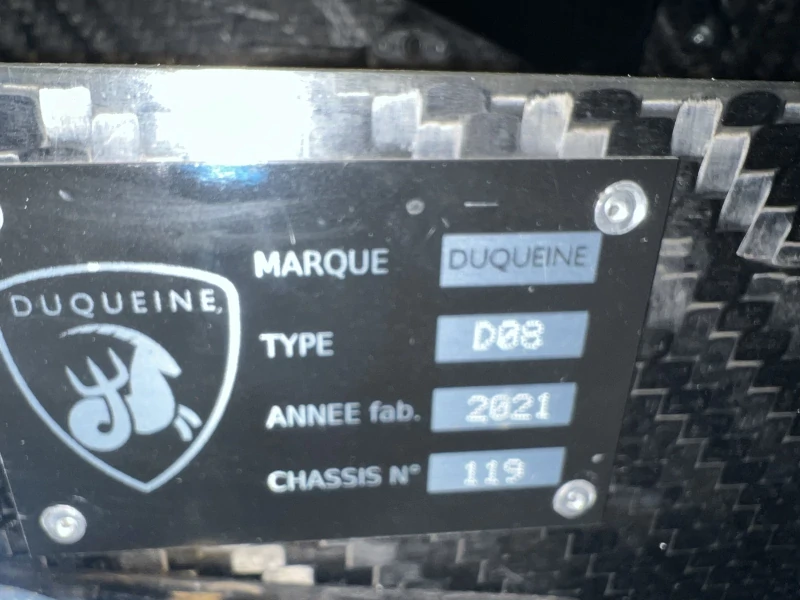 DUQUEINE
MARQUE DUQUEINE
TYPE D08
ANNEE fab. 2021
CHASSIS N° 119